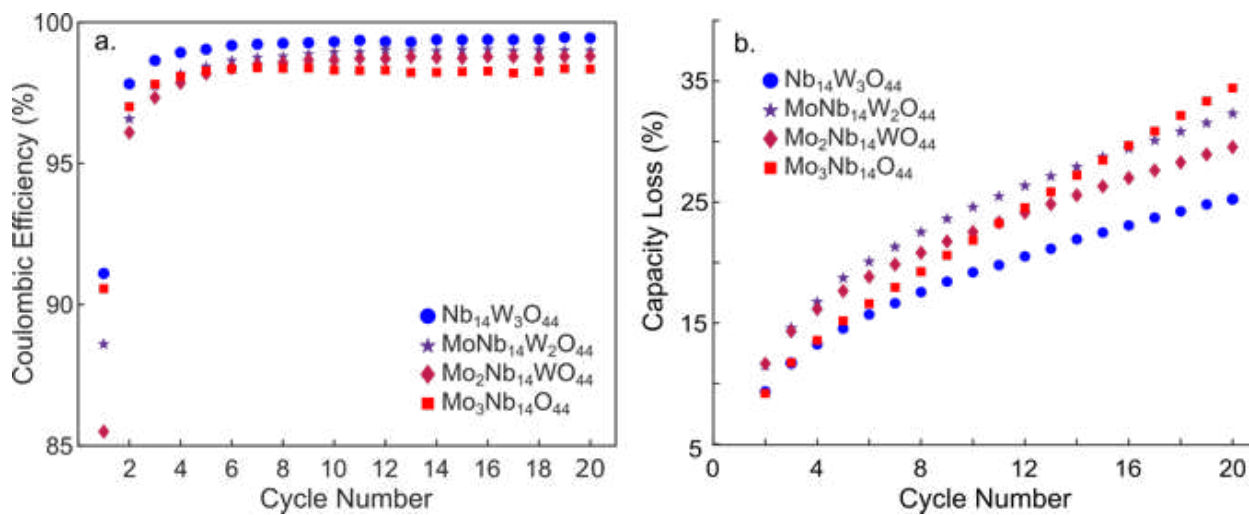 a.
Coulombic Efficiency (%)
100
95
90
85
Nb₁₄W₃O₄₄
MoNb₁₄W₂O₄₄
Mo₂Nb₁₄WO₄₄
Mo₃Nb₁₄O₄₄
2 4 6 8 10 12 14 16 18 20
Cycle Number
b.
Capacity Loss (%)
35
25
15
5
Nb₁₄W₃O₄₄
MoNb₁₄W₂O₄₄
Mo₂Nb₁₄WO₄₄
Mo₃Nb₁₄O₄₄
0 4 8 12 16 20
Cycle Number